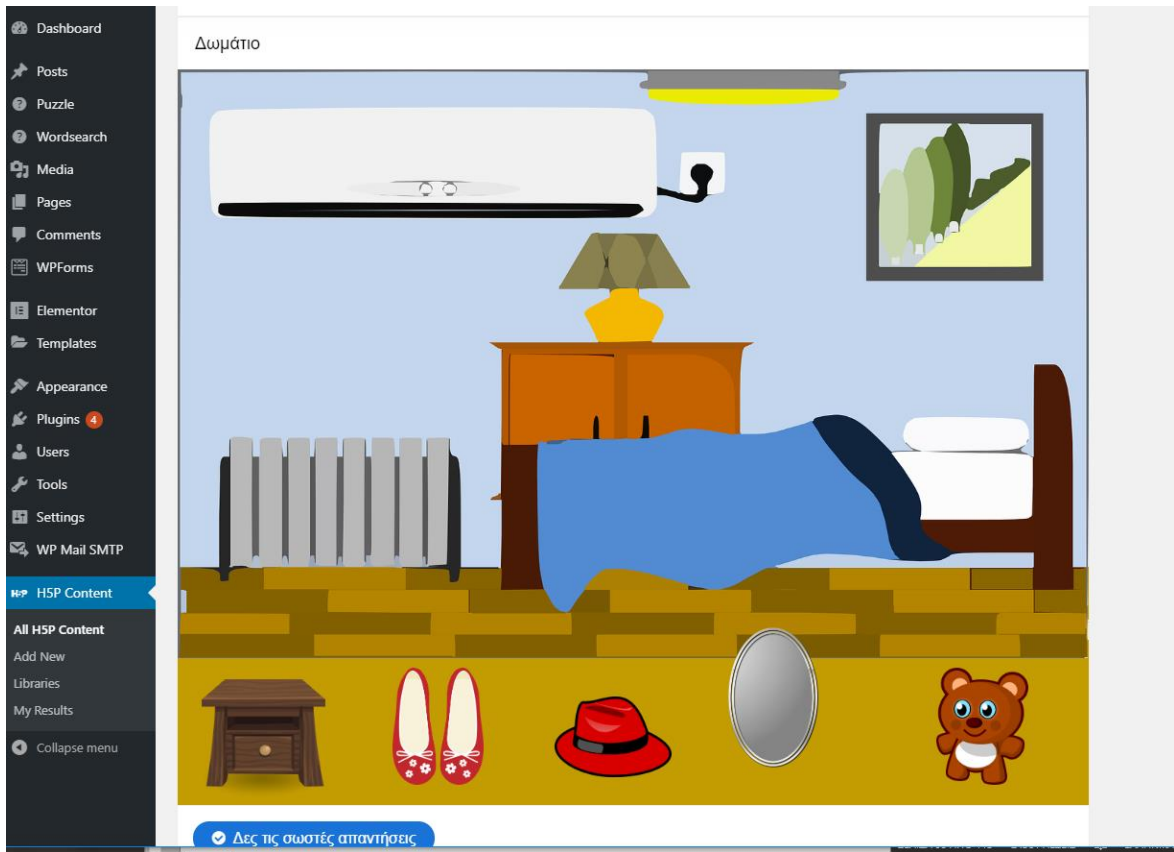 Dashboard
Posts
Puzzle
Wordsearch
Media
Pages
Comments
WPForms
Elementor
Templates
Appearance
Plugins 4
Users
Tools
Settings
WP Mail SMTP
H5P H5P Content
All H5P Content
Add New
Libraries
My Results
Collapse menu
Δωμάτιο
Δες τις σωστές απαντήσεις